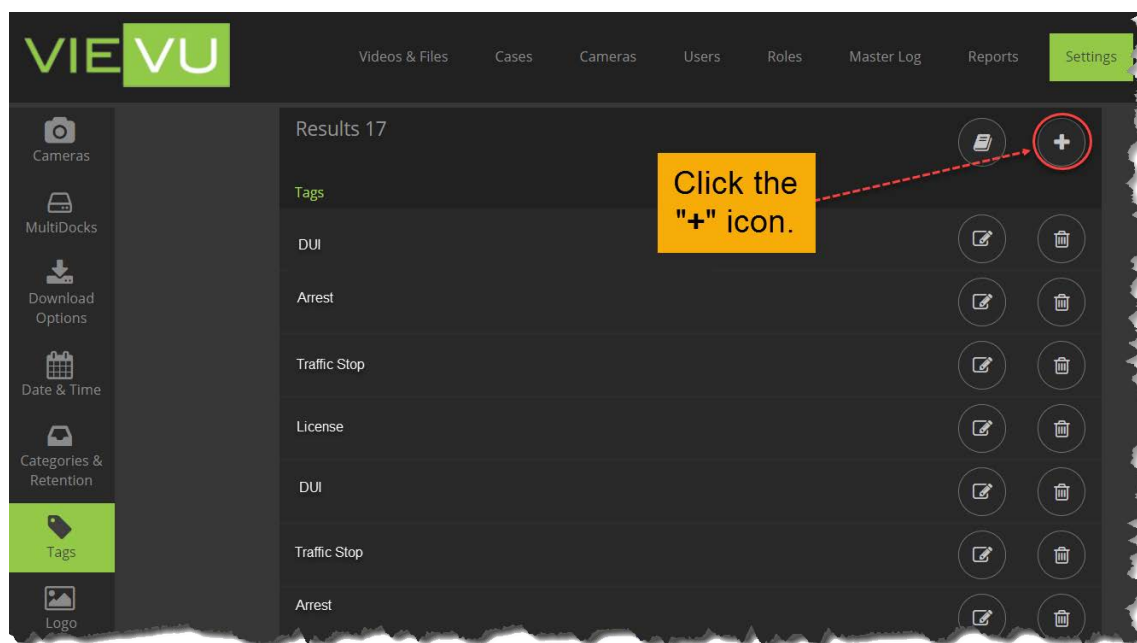 VIEVU
Videos & Files
Cases
Cameras
Users
Roles
Master Log
Reports
Settings
Cameras
MultiDocks
Download
Options
Date & Time
Categories &
Retention
Tags
Logo
Results 17
Click the
"+" icon.
Tags
DUI
Arrest
Traffic Stop
License
DUI
Traffic Stop
Arrest